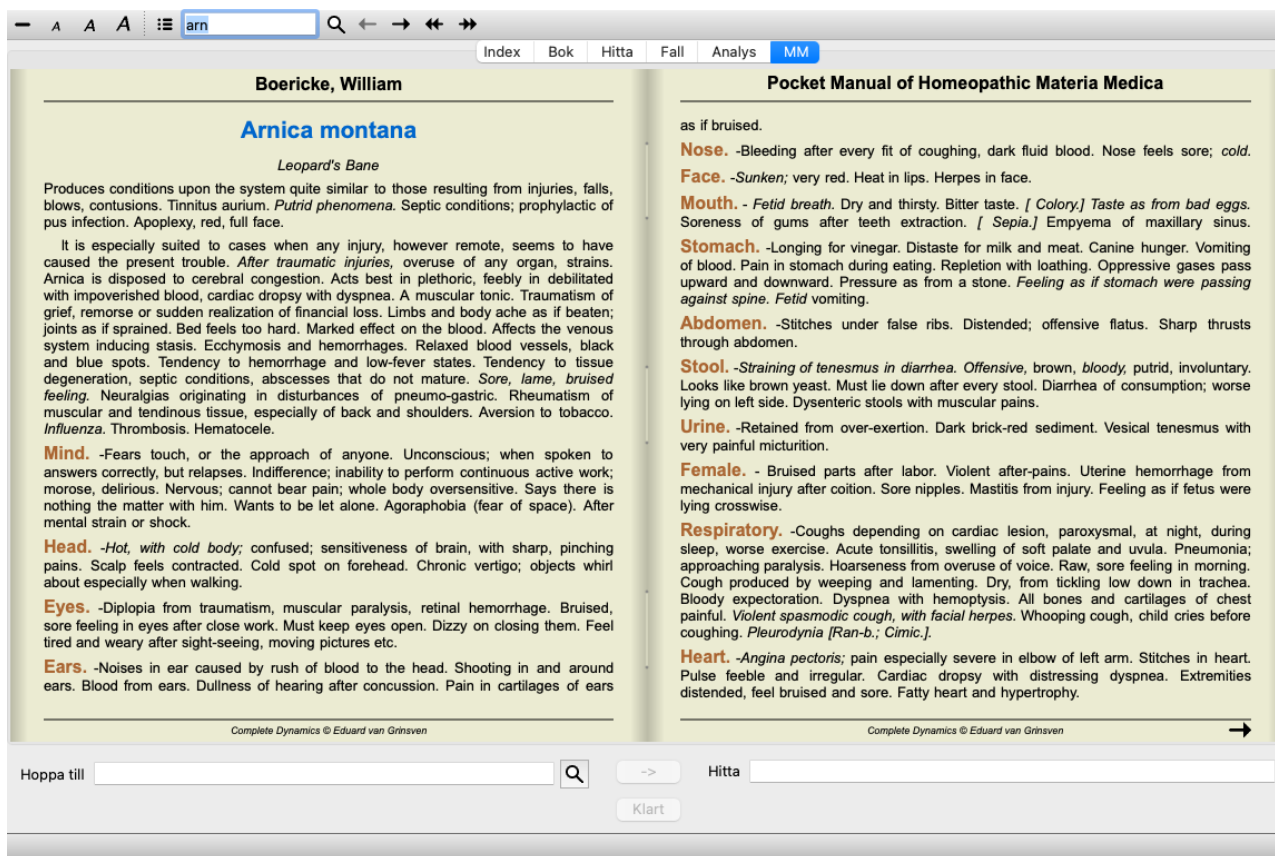 A A A arn
Index Bok Hitta Fall Analys MM
Boericke, William
Arnica montana
Leopard's Bane
Produces conditions upon the system quite similar to those resulting from injuries, falls,
blows, contusions. Tinnitus aurium. Putrid phenomena. Septic conditions; prophylactic of
pus infection. Apoplexy, red, full face.
It is especially suited to cases when any injury, however remote, seems to have
caused the present trouble. After traumatic injuries, overuse of any organ, strains.
Arnica is disposed to cerebral congestion. Acts best in plethoric, feebly in debilitated
with impoverished blood, cardiac dropsy with dyspnea. A muscular tonic. Traumatism of
grief, remorse or sudden realization of financial loss. Limbs and body ache as if beaten;
joints as if sprained. Bed feels too hard. Marked effect on the blood. Affects the venous
system inducing stasis. Ecchymosis and hemorrhages. Relaxed blood vessels, black
and blue spots. Tendency to hemorrhage and low-fever states. Tendency to tissue
degeneration, septic conditions, abscesses that do not mature. Sore, lame, bruised
feeling. Neuralgias originating in disturbances of pneumo-gastric. Rheumatism of
muscular and tendinous tissue, especially of back and shoulders. Aversion to tobacco.
Influenza. Thrombosis. Hematocele.
Mind. -Fears touch, or the approach of anyone. Unconscious; when spoken to
answers correctly, but relapses. Indifference; inability to perform continuous active work;
morose, delirious. Nervous; cannot bear pain; whole body oversensitive. Says there is
nothing the matter with him. Wants to be let alone. Agoraphobia (fear of space). After
mental strain or shock.
Head. -Hot, with cold body; confused; sensitiveness of brain, with sharp, pinching
pains. Scalp feels contracted. Cold spot on forehead. Chronic vertigo; objects whirl
about especially when walking.
Eyes. -Diplopia from traumatism, muscular paralysis, retinal hemorrhage. Bruised,
sore feeling in eyes after close work. Must keep eyes open. Dizzy on closing them. Feel
tired and weary after sight-seeing, moving pictures etc.
Ears. -Noises in ear caused by rush of blood to the head. Shooting in and around
ears. Blood from ears. Dullness of hearing after concussion. Pain in cartilages of ears
Complete Dynamics © Eduard van Grinsven
Pocket Manual of Homeopathic Materia Medica
as if bruised.
Nose. -Bleeding after every fit of coughing, dark fluid blood. Nose feels sore; cold.
Face. -Sunken; very red. Heat in lips. Herpes in face.
Mouth. - Fetid breath. Dry and thirsty. Bitter taste. [ Colory.] Taste as from bad eggs.
Soreness of gums after teeth extraction. [ Sepia.] Empyema of maxillary sinus.
Stomach. -Longing for vinegar. Distaste for milk and meat. Canine hunger. Vomiting
of blood. Pain in stomach during eating. Repletion with loathing. Oppressive gases pass
upward and downward. Pressure as from a stone. Feeling as if stomach were passing
against spine. Fetid vomiting.
Abdomen. -Stitches under false ribs. Distended; offensive flatus. Sharp thrusts
through abdomen.
Stool. -Straining of tenesmus in diarrhea. Offensive, brown, bloody, putrid, involuntary.
Looks like brown yeast. Must lie down after every stool. Diarrhea of consumption; worse
lying on left side. Dysenteric stools with muscular pains.
Urine. -Retained from over-exertion. Dark brick-red sediment. Vesical tenesmus with
very painful micturition.
Female. - Bruised parts after labor. Violent after-pains. Uterine hemorrhage from
mechanical injury after coition. Sore nipples. Mastitis from injury. Feeling as if fetus were
lying crosswise.
Respiratory. -Coughs depending on cardiac lesion, paroxysmal, at night, during
sleep, worse exercise. Acute tonsillitis, swelling of soft palate and uvula. Pneumonia;
approaching paralysis. Hoarseness from overuse of voice. Raw, sore feeling in morning.
Cough produced by weeping and lamenting. Dry, from tickling low down in trachea.
Bloody expectoration. Dyspnea with hemoptysis. All bones and cartilages of chest
painful. Violent spasmodic cough, with facial herpes. Whooping cough, child cries before
coughing. Pleurodynia [Ran-b.; Cimic.].
Heart. -Angina pectoris; pain especially severe in elbow of left arm. Stitches in heart.
Pulse feeble and irregular. Cardiac dropsy with distressing dyspnea. Extremities
distended, feel bruised and sore. Fatty heart and hypertrophy.
Complete Dynamics © Eduard van Grinsven
Hoppa till -> Hitta
Klart